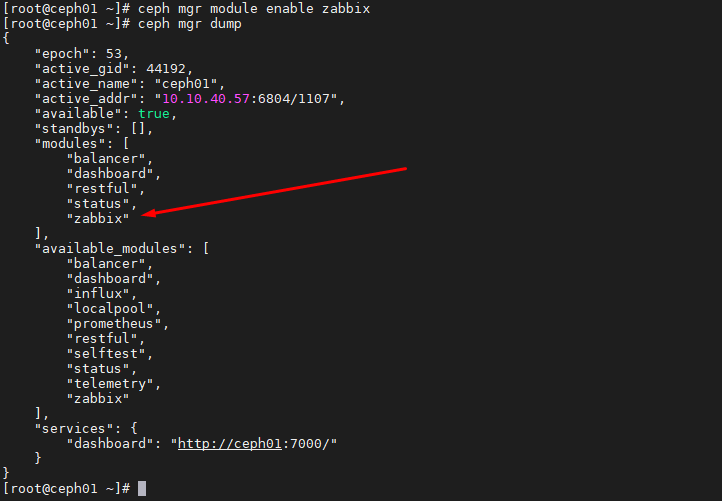 [root@ceph01 ~]# ceph mgr module enable zabbix
[root@ceph01 ~]# ceph mgr dump
{
    "epoch": 53,
    "active_gid": 44192,
    "active_name": "ceph01",
    "active_addr": "10.10.40.57:6804/1107",
    "available": true,
    "standbys": [],
    "modules": [
        "balancer",
        "dashboard",
        "restful",
        "status",
        "zabbix"
    ],
    "available_modules": [
        "balancer",
        "dashboard",
        "influx",
        "localpool",
        "prometheus",
        "restful",
        "selftest",
        "status",
        "telemetry",
        "zabbix"
    ],
    "services": {
        "dashboard": "http://ceph01:7000/"
    }
}
[root@ceph01 ~]#